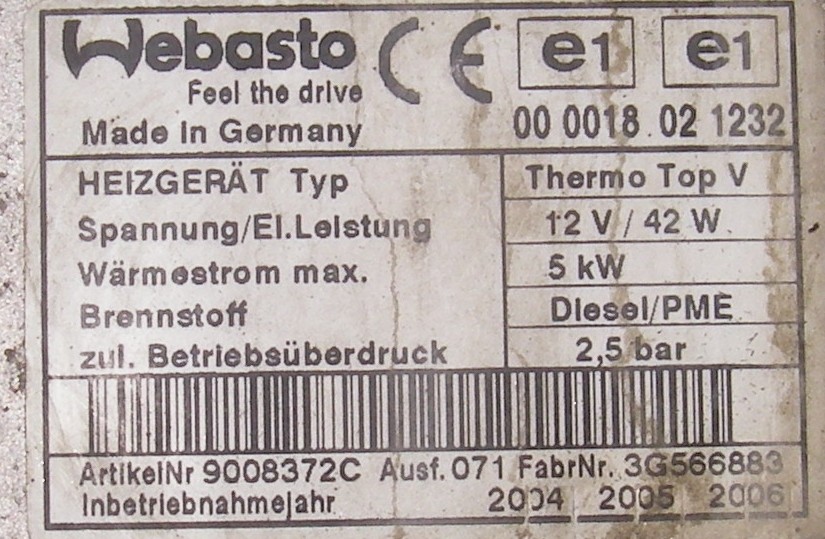 Webasto CE e1 e1
Feel the drive
Made in Germany 00 0018 02 1232
HEIZGERÄT Typ Thermo Top V
Spannung/El.Leistung 12 V / 42 W
Wärmestrom max. 5 kW
Brennstoff Diesel/PME
zul. Betriebsüberdruck 2,5 bar
ArtikelNr 9008372C Ausf. 071 FabrNr. 3G566883
Inbetriebnahmejahr 2004 2005 2006